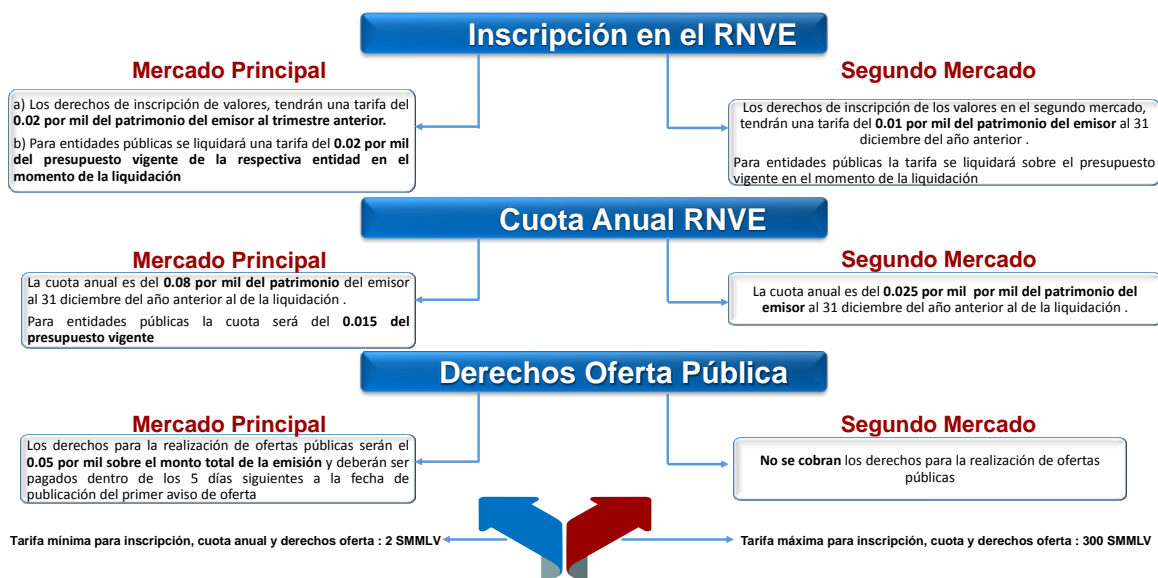 Inscripción en el RNVE
Mercado Principal
a) Los derechos de inscripción de valores, tendrán una tarifa del
0.02 por mil del patrimonio del emisor al trimestre anterior.
b) Para entidades públicas se liquidará una tarifa del 0.02 por mil
del presupuesto vigente de la respectiva entidad en el
momento de la liquidación
Segundo Mercado
Los derechos de inscripción de los valores en el segundo mercado,
tendrán una tarifa del 0.01 por mil del patrimonio del emisor al 31
diciembre del año anterior .
Para entidades públicas la tarifa se liquidará sobre el presupuesto
vigente en el momento de la liquidación
Cuota Anual RNVE
Mercado Principal
La cuota anual es del 0.08 por mil del patrimonio del emisor
al 31 diciembre del año anterior al de la liquidación .
Para entidades públicas la cuota será del 0.015 del
presupuesto vigente
Segundo Mercado
La cuota anual es del 0.025 por mil por mil del patrimonio del
emisor al 31 diciembre del año anterior al de la liquidación .
Derechos Oferta Pública
Mercado Principal
Los derechos para la realización de ofertas públicas serán el
0.05 por mil sobre el monto total de la emisión y deberán ser
pagados dentro de los 5 días siguientes a la fecha de
publicación del primer aviso de oferta
Segundo Mercado
No se cobran los derechos para la realización de ofertas
públicas
Tarifa mínima para inscripción, cuota anual y derechos oferta : 2 SMMLV
Tarifa máxima para inscripción, cuota y derechos oferta : 300 SMMLV